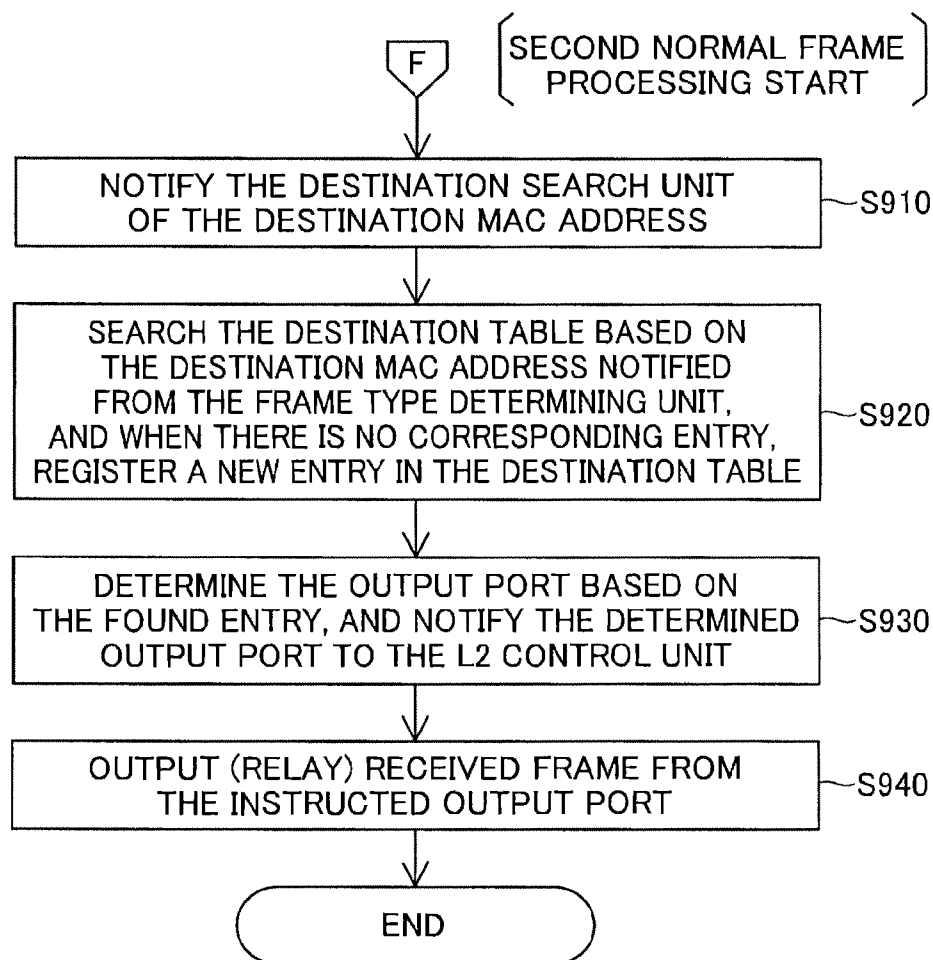 F
SECOND NORMAL FRAME
PROCESSING START
NOTIFY THE DESTINATION SEARCH UNIT
OF THE DESTINATION MAC ADDRESS
S910
SEARCH THE DESTINATION TABLE BASED ON
THE DESTINATION MAC ADDRESS NOTIFIED
FROM THE FRAME TYPE DETERMINING UNIT,
AND WHEN THERE IS NO CORRESPONDING ENTRY,
REGISTER A NEW ENTRY IN THE DESTINATION TABLE
S920
DETERMINE THE OUTPUT PORT BASED ON
THE FOUND ENTRY, AND NOTIFY THE DETERMINED
OUTPUT PORT TO THE L2 CONTROL UNIT
S930
OUTPUT (RELAY) RECEIVED FRAME FROM
THE INSTRUCTED OUTPUT PORT
S940
END